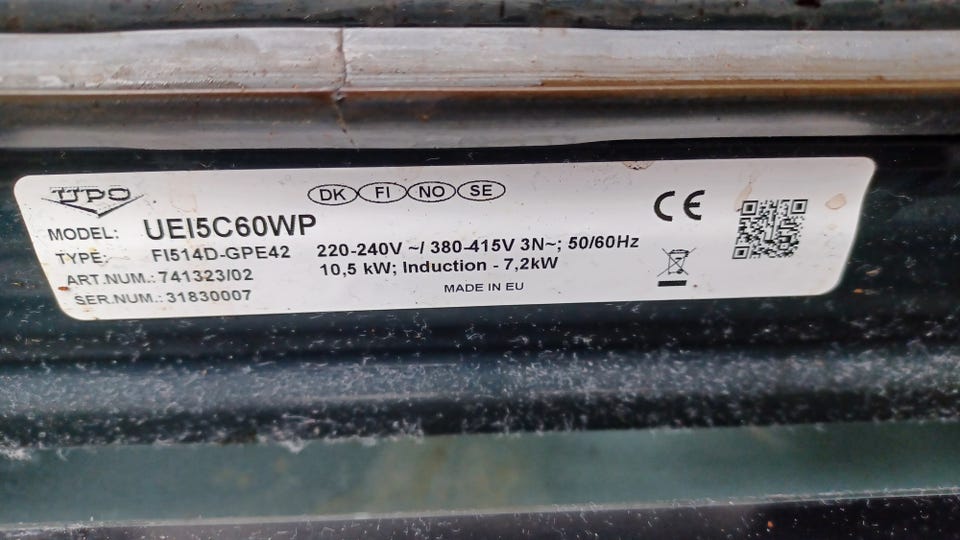 UPO
DK FI NO SE
CE
MODEL: UEI5C60WP
TYPE: FI514D-GPE42
220-240V ~/ 380-415V 3N~; 50/60Hz
ART.NUM.: 741323/02
10,5 kW; Induction - 7,2kW
SER.NUM.: 31830007
MADE IN EU